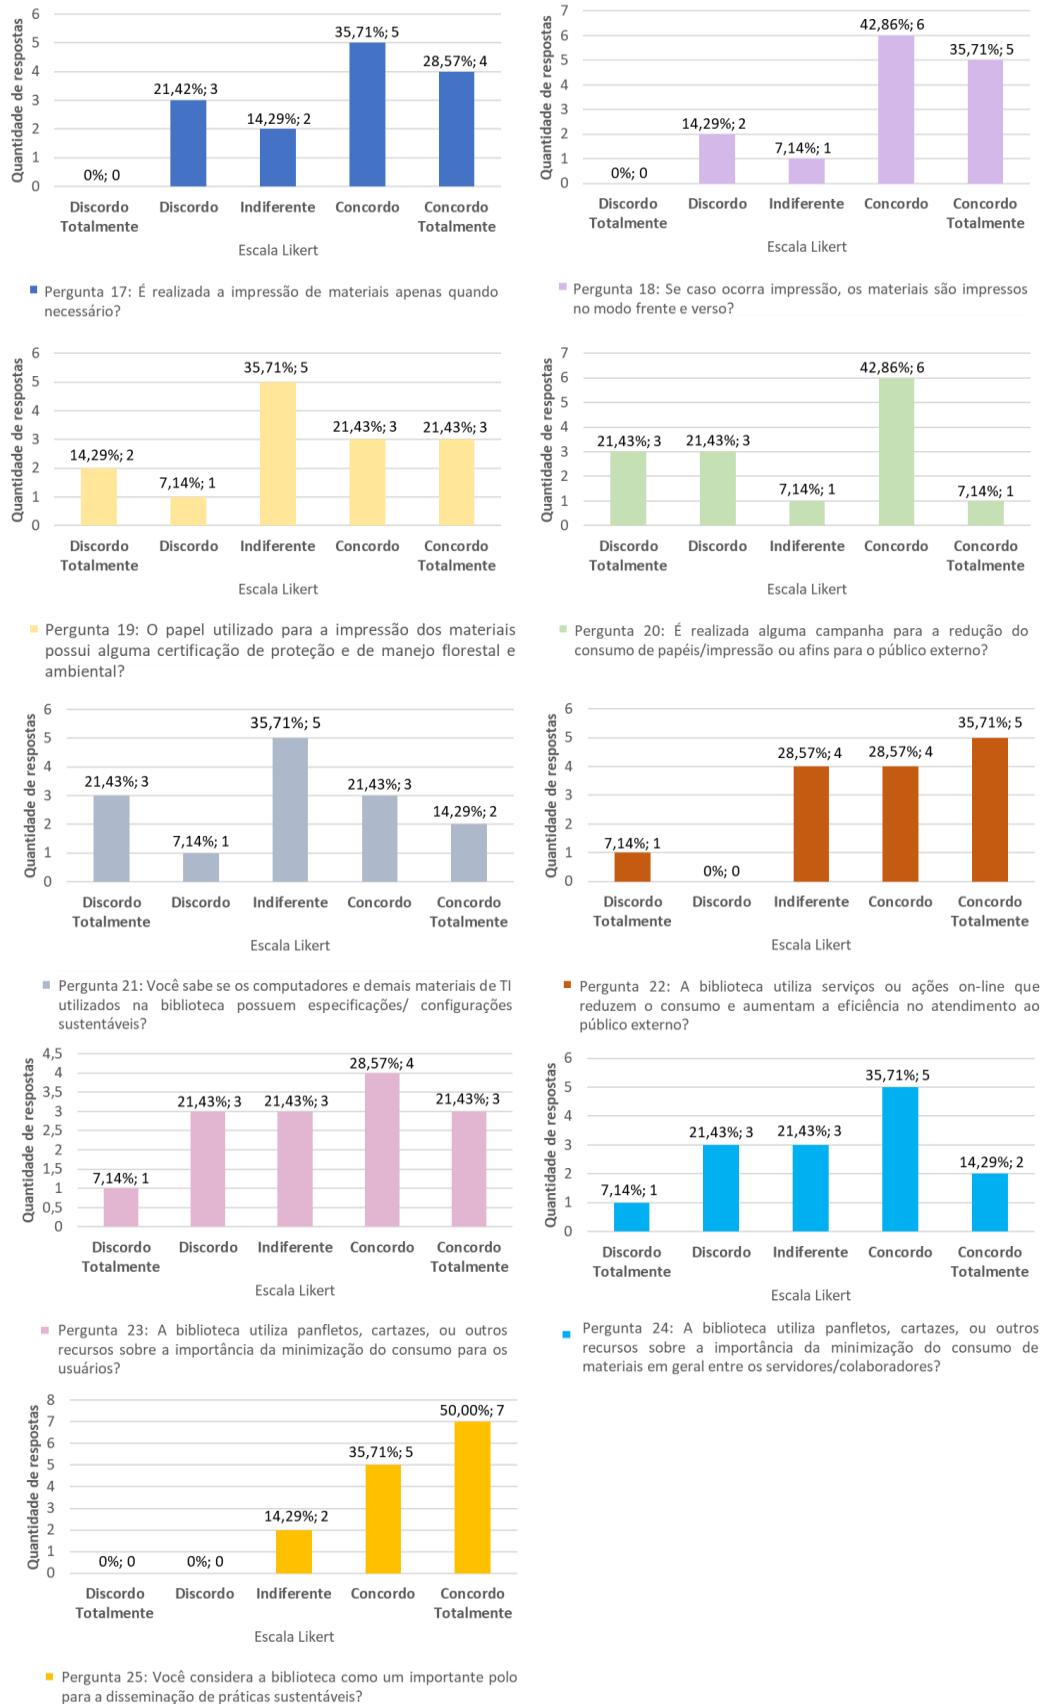 Quantidade de respostas
6
5
4
3
2
1
0
0%; 0
21,42%; 3
14,29%; 2
35,71%; 5
28,57%; 4
Discordo Totalmente
Discordo
Indiferente
Concordo
Concordo Totalmente
Escala Likert
Pergunta 17: É realizada a impressão de materiais apenas quando
necessário?
Quantidade de respostas
7
6
5
4
3
2
1
0
0%; 0
14,29%; 2
7,14%; 1
42,86%; 6
35,71%; 5
Discordo Totalmente
Discordo
Indiferente
Concordo
Concordo Totalmente
Escala Likert
Pergunta 18: Se caso ocorra impressão, os materiais são impressos
no modo frente e verso?
Quantidade de respostas
6
5
4
3
2
1
0
14,29%; 2
7,14%; 1
35,71%; 5
21,43%; 3
21,43%; 3
Discordo Totalmente
Discordo
Indiferente
Concordo
Concordo Totalmente
Escala Likert
Pergunta 19: O papel utilizado para a impressão dos materiais
possui alguma certificação de proteção e de manejo florestal e
ambiental?
Quantidade de respostas
7
6
5
4
3
2
1
0
21,43%; 3
21,43%; 3
7,14%; 1
42,86%; 6
7,14%; 1
Discordo Totalmente
Discordo
Indiferente
Concordo
Concordo Totalmente
Escala Likert
Pergunta 20: É realizada alguma campanha para a redução do
consumo de papéis/impressão ou afins para o público externo?
Quantidade de respostas
6
5
4
3
2
1
0
21,43%; 3
7,14%; 1
35,71%; 5
21,43%; 3
14,29%; 2
Discordo Totalmente
Discordo
Indiferente
Concordo
Concordo Totalmente
Escala Likert
Pergunta 21: Você sabe se os computadores e demais materiais de TI
utilizados na biblioteca possuem especificações/ configurações
sustentáveis?
Quantidade de respostas
6
5
4
3
2
1
0
7,14%; 1
0%; 0
28,57%; 4
28,57%; 4
35,71%; 5
Discordo Totalmente
Discordo
Indiferente
Concordo
Concordo Totalmente
Escala Likert
Pergunta 22: A biblioteca utiliza serviços ou ações on-line que
reduzem o consumo e aumentam a eficiência no atendimento ao
público externo?
Quantidade de respostas
4,5
4
3,5
3
2,5
2
1,5
1
0,5
0
7,14%; 1
21,43%; 3
21,43%; 3
28,57%; 4
21,43%; 3
Discordo Totalmente
Discordo
Indiferente
Concordo
Concordo Totalmente
Escala Likert
Pergunta 23: A biblioteca utiliza panfletos, cartazes, ou outros
recursos sobre a importância da minimização do consumo para os
usuários?
Quantidade de respostas
6
5
4
3
2
1
0
7,14%; 1
21,43%; 3
21,43%; 3
35,71%; 5
14,29%; 2
Discordo Totalmente
Discordo
Indiferente
Concordo
Concordo Totalmente
Escala Likert
Pergunta 24: A biblioteca utiliza panfletos, cartazes, ou outros
recursos sobre a importância da minimização do consumo de
materiais em geral entre os servidores/colaboradores?
Quantidade de respostas
8
7
6
5
4
3
2
1
0
0%; 0
0%; 0
14,29%; 2
35,71%; 5
50,00%; 7
Discordo Totalmente
Discordo
Indiferente
Concordo
Concordo Totalmente
Escala Likert
Pergunta 25: Você considera a biblioteca como um importante polo
para a disseminação de práticas sustentáveis?